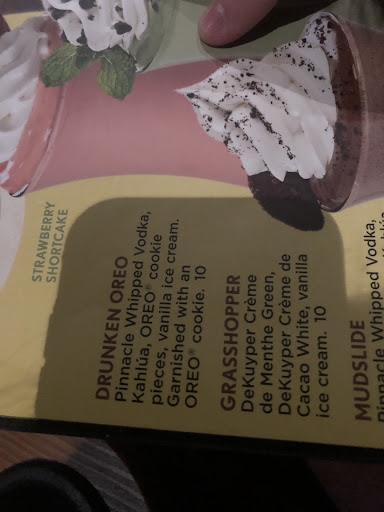 STRAWBERRY
SHORTCAKE
DRUNKEN OREO
Pinnacle Whipped Vodka,
Kahlúa, OREO® cookie
pieces, vanilla ice cream.
Garnished with an
OREO® cookie. 10
GRASSHOPPER
DeKuyper Crème
de Menthe Green,
DeKuyper Crème de
Cacao White, vanilla
ice cream. 10
MUDSLIDE
Pinnacle Whipped Vodka,